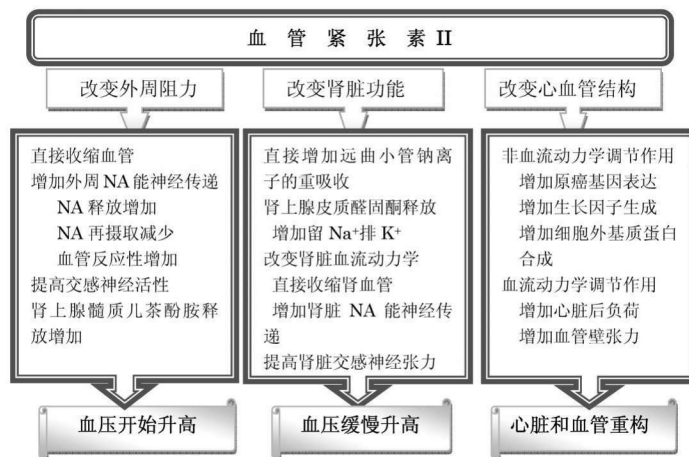 血 管 紧 张 素 II
改变外周阻力
改变肾脏功能
改变心血管结构
直接收缩血管
增加外周 NA 能神经传递
NA 释放增加
NA 再摄取减少
血管反应性增加
提高交感神经活性
肾上腺髓质儿茶酚胺释
放增加
直接增加远曲小管钠离
子的重吸收
肾上腺皮质醛固酮释放
增加留 Na⁺排 K⁺
改变肾脏血流动力学
直接收缩肾血管
增加肾脏 NA 能神经传
递
提高肾脏交感神经张力
非血流动力学调节作用
增加原癌基因表达
增加生长因子生成
增加细胞外基质蛋白
合成
血流动力学调节作用
增加心脏后负荷
增加血管壁张力
血压开始升高
血压缓慢升高
心脏和血管重构